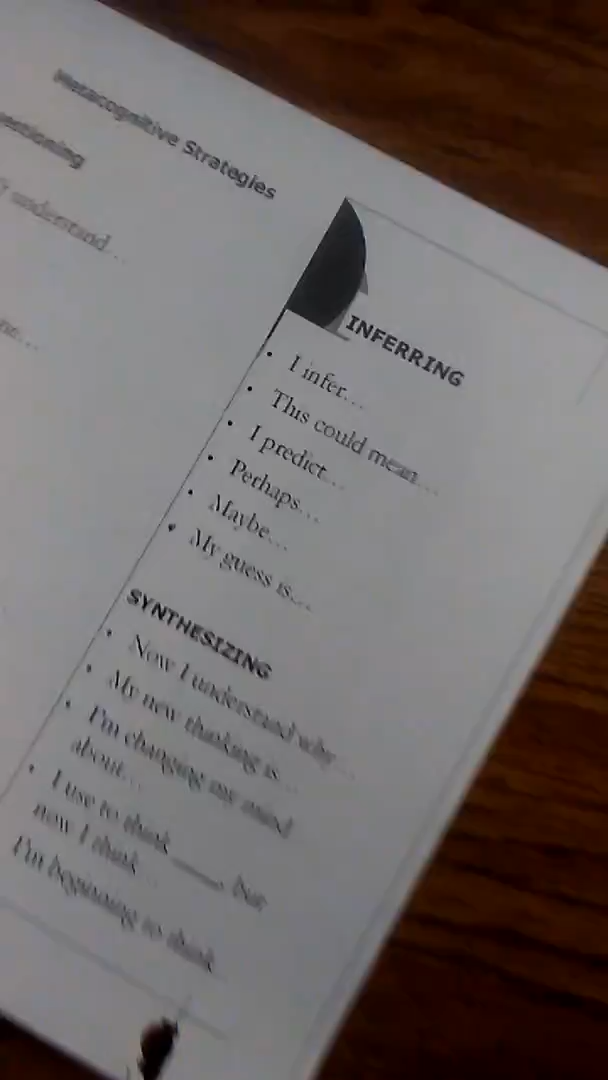 Metacognitive Strategies
understand...
INFERRING
• I infer...
• This could mean...
• I predict...
• Perhaps...
• Maybe...
• My guess is...
SYNTHESIZING
• Now I understand why...
• My new thinking is...
• I'm changing my mind
about...
• I use to think ____, but
now I think...
I'm beginning to think